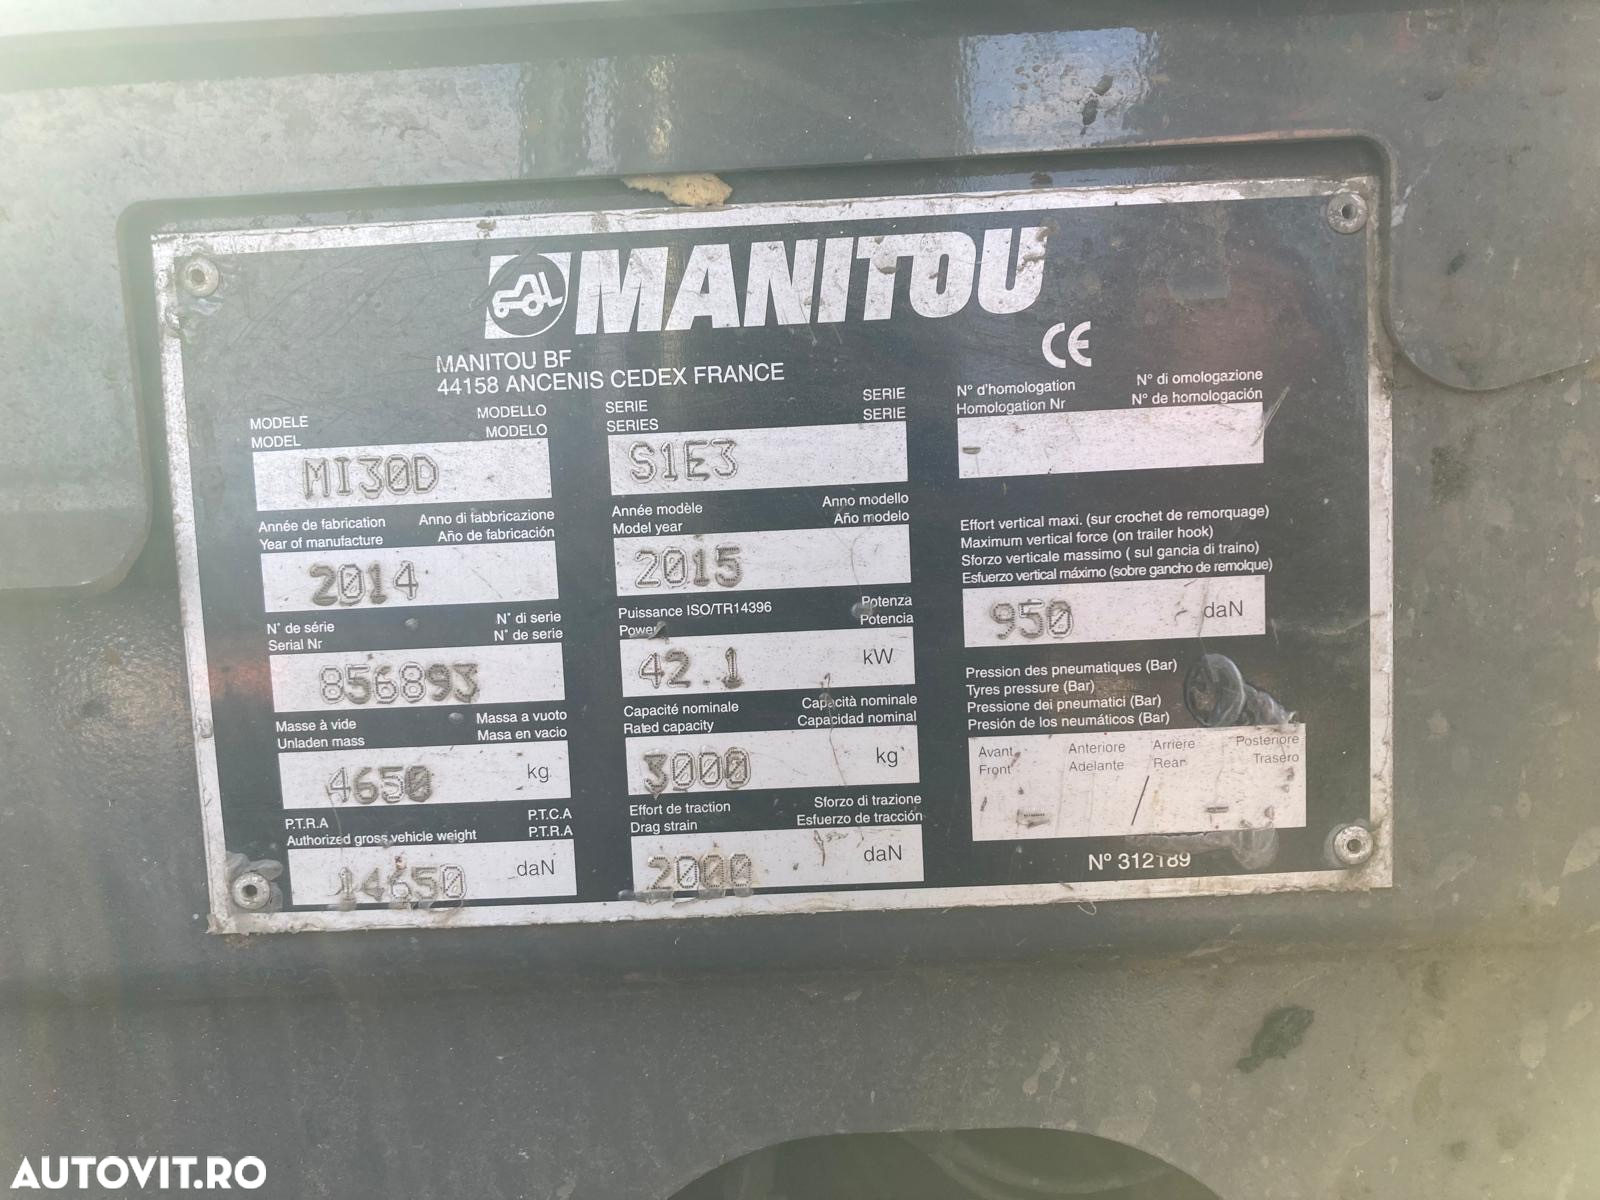 MANITOU
CE
MANITOU BF
44158 ANCENIS CEDEX FRANCE
MODELE MODELLO
MODEL MODELO
MI30D
Année de fabrication Anno di fabbricazione
Year of manufacture Año de fabricación
2014
N° de série N° di serie
Serial Nr N° de serie
856893
Masse à vide Massa a vuoto
Unladen mass Masa en vacio
4650 kg
P.T.R.A P.T.C.A
Authorized gross vehicle weight P.T.R.A
14650 daN
SERIE SERIE
SERIES SERIE
S1E3
Année modèle Anno modello
Model year Año modelo
2015
Puissance ISO/TR14396 Potenza
Power Potencia
42.1 kW
Capacité nominale Capacità nominale
Rated capacity Capacidad nominal
3000 kg
Effort de traction Sforzo di trazione
Drag strain Esfuerzo de tracción
2000 daN
N° d'homologation N° di omologazione
Homologation Nr N° de homologación
-
Effort vertical maxi. (sur crochet de remorquage)
Maximum vertical force (on trailer hook)
Sforzo verticale massimo ( sul gancia di traino)
Esfuerzo vertical máximo (sobre gancho de remolque)
950 daN
Pression des pneumatiques (Bar)
Tyres pressure (Bar)
Pressione dei pneumatici (Bar)
Presión de los neumáticos (Bar)
Avant Anteriore Arriére Posteriore
Front Adelante Rear Trasero
- / -
N° 312189
AUTOVIT.RO